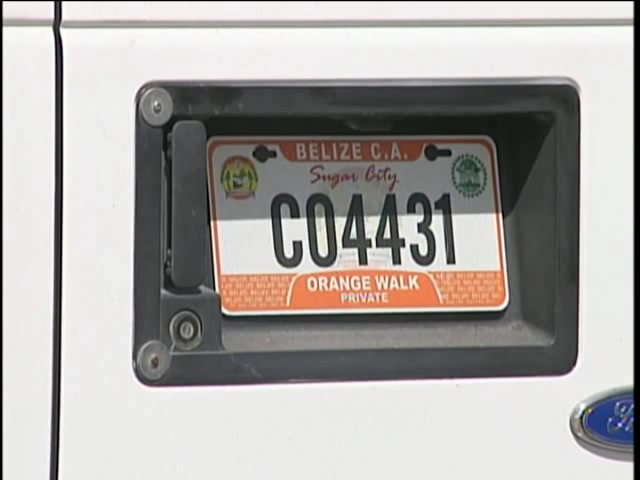 BELIZE C.A.
Sugar City
C04431
ORANGE WALK
PRIVATE